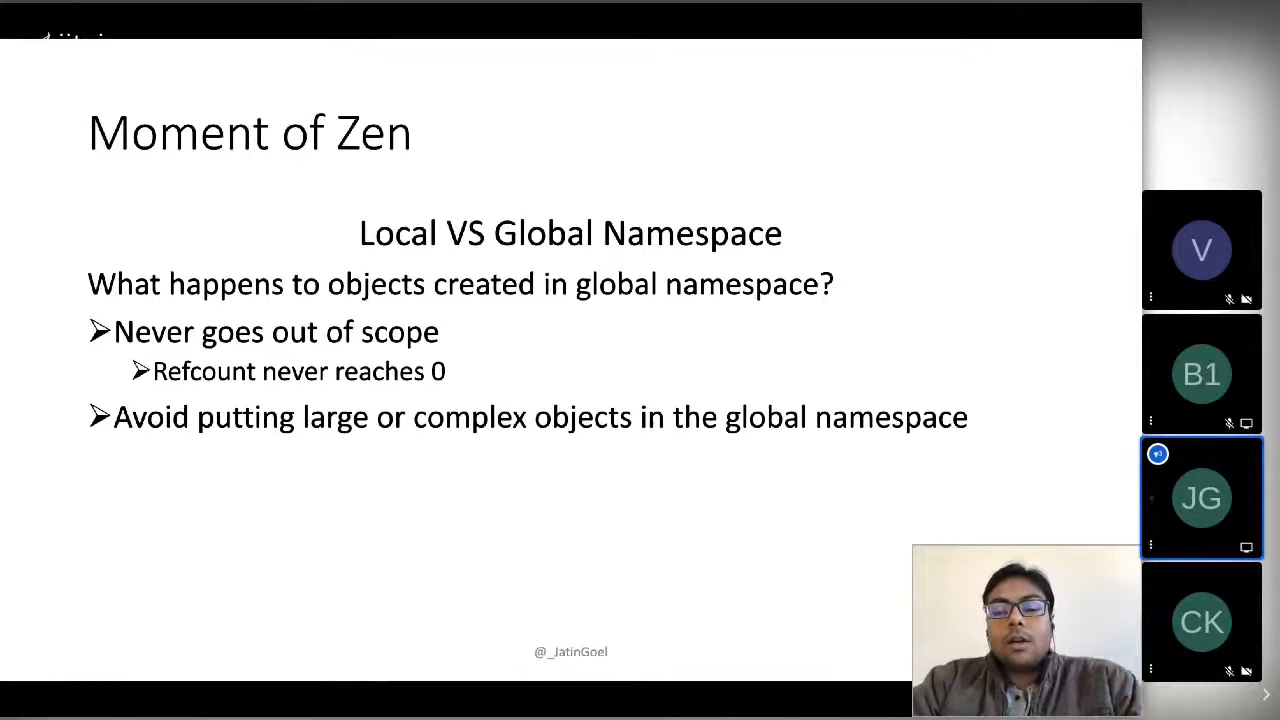 Moment of Zen
Local VS Global Namespace
What happens to objects created in global namespace?
➢Never goes out of scope
➢Refcount never reaches 0
➢Avoid putting large or complex objects in the global namespace
@_JatinGoel
V
B1
JG
CK